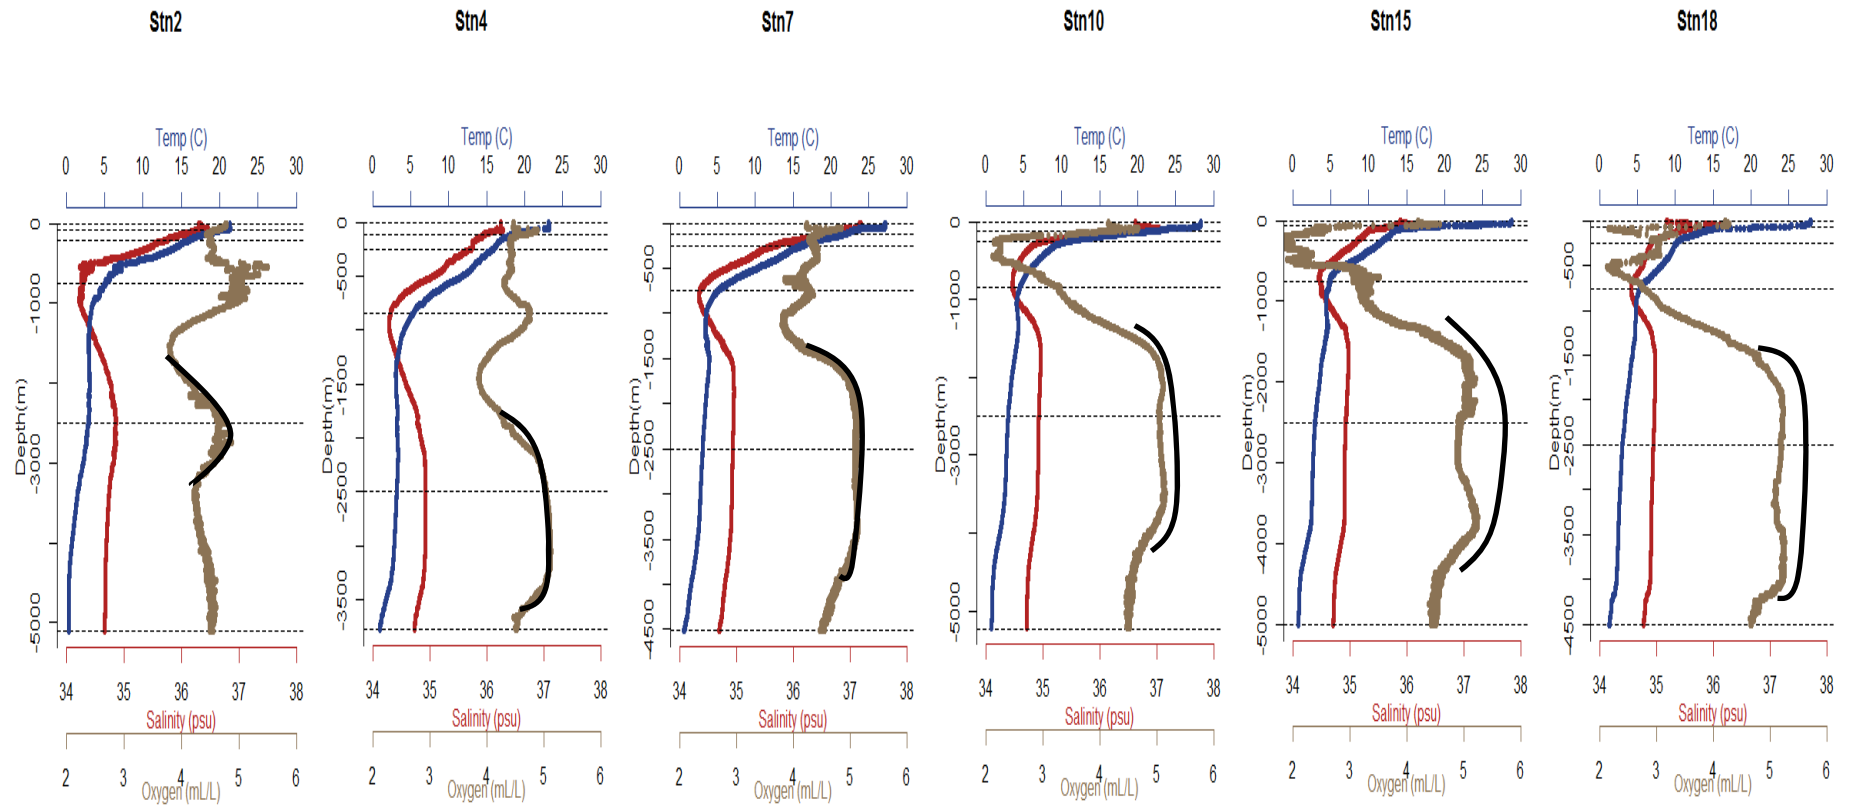 Stn2 Stn4 Stn7 Stn10 Stn15 Stn18
Temp (C) Temp (C) Temp (C) Temp (C) Temp (C) Temp (C)
0 5 10 15 20 25 30 0 5 10 15 20 25 30 0 5 10 15 20 25 30 0 5 10 15 20 25 30 0 5 10 15 20 25 30 0 5 10 15 20 25 30
Depth(m)
0
-1000
-3000
-5000
Depth(m)
0
-500
-1500
-2500
-3500
Depth(m)
-500
-1500
-2500
-3500
-4500
Depth(m)
0
-1000
-3000
-5000
Depth(m)
0
-1000
-2000
-3000
-4000
-5000
Depth(m)
-500
-1500
-2500
-3500
-4500
34 35 36 37 38 34 35 36 37 38 34 35 36 37 38 34 35 36 37 38 34 35 36 37 38 34 35 36 37 38
Salinity (psu) Salinity (psu) Salinity (psu) Salinity (psu) Salinity (psu) Salinity (psu)
2 3 4 5 6 2 3 4 5 6 2 3 4 5 6 2 3 4 5 6 2 3 4 5 6 2 3 4 5 6
Oxygen (mL/L) Oxygen (mL/L) Oxygen (mL/L) Oxygen (mL/L) Oxygen (mL/L) Oxygen (mL/L)